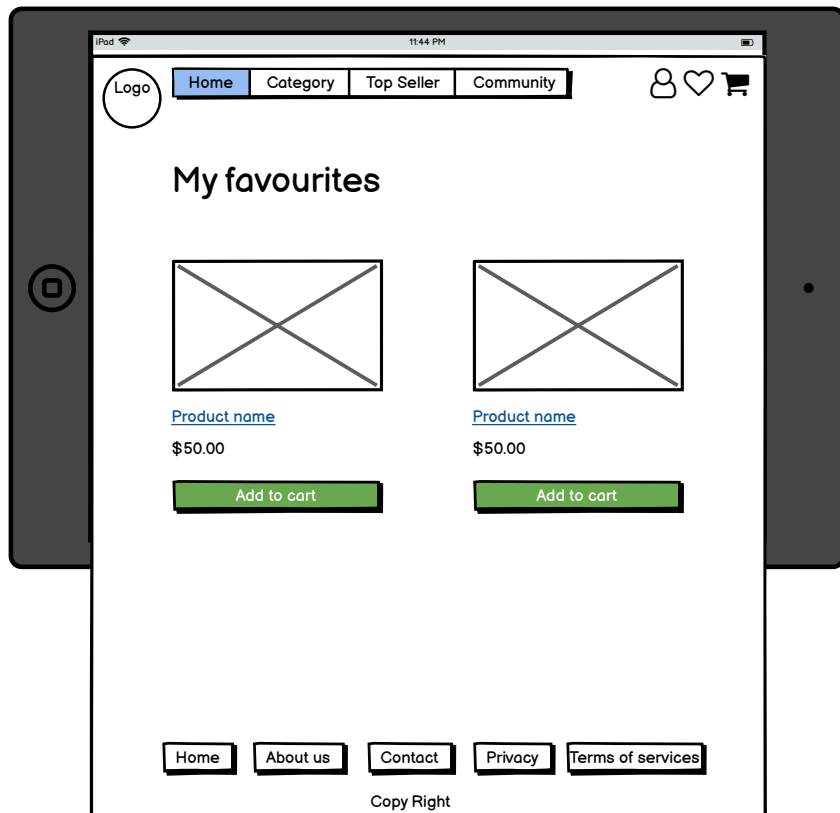 iPad 11:44 PM
Logo Home Category Top Seller Community
My favourites
Product name Product name
$50.00 $50.00
Add to cart Add to cart
Home About us Contact Privacy Terms of services
Copy Right